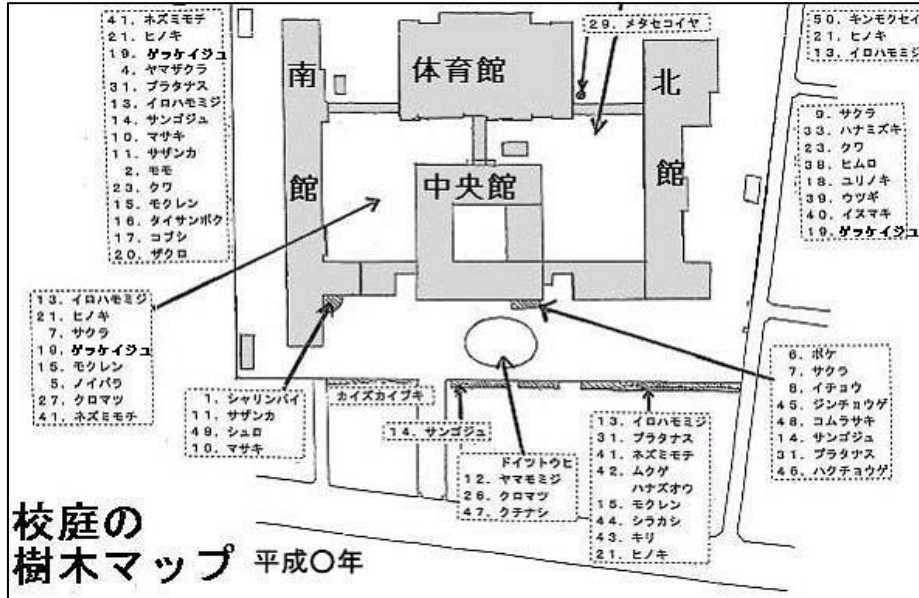 41. ネズミモチ
21. ヒノキ
19. ゲッケイジュ
4. ヤマザクラ
31. プラタナス
13. イロハモミジ
14. サンゴジュ
10. マサキ
11. サザンカ
2. モモ
23. クワ
15. モクレン
16. タイサンボク
17. コブシ
20. ザクロ
南館
体育館
29. メタセコイヤ
北館
中央館
50. キンモクセイ
21. ヒノキ
13. イロハモミジ
9. サクラ
33. ハナミズキ
23. クワ
38. ヒムロ
18. ユリノキ
39. ウツギ
40. イヌマキ
19. ゲッケイジュ
13. イロハモミジ
21. ヒノキ
7. サクラ
19. ゲッケイジュ
15. モクレン
5. ノイバラ
27. クロマツ
41. ネズミモチ
1. シャリンバイ
11. サザンカ
49. シュロ
10. マサキ
カイズカイブキ
14. サンゴジュ
ドイツトウヒ
12. ヤマモミジ
26. クロマツ
47. クチナシ
13. イロハモミジ
31. プラタナス
41. ネズミモチ
42. ムクゲ
ハナズオウ
15. モクレン
44. シラカシ
43. キリ
21. ヒノキ
6. ボケ
7. サクラ
8. イチョウ
45. ジンチョウゲ
48. コムラサキ
14. サンゴジュ
31. プラタナス
46. ハクチョウゲ
校庭の
樹木マップ 平成〇年